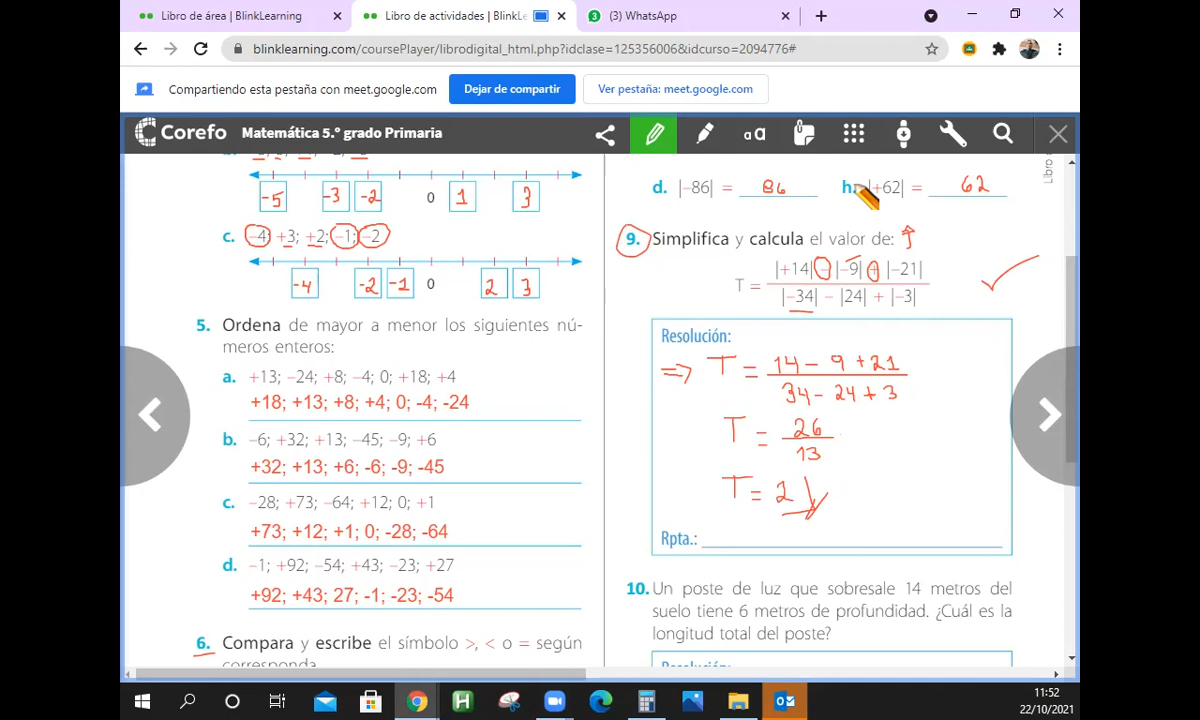 Libro de área | BlinkLearning
Libro de actividades | BlinkLe
(3) WhatsApp
blinklearning.com/coursePlayer/librodigital_html.php?idclase=125356006&idcurso=2094776#
Compartiendo esta pestaña con meet.google.com
Dejar de compartir
Ver pestaña: meet.google.com
Corefo
Matemática 5.º grado Primaria
aa
-5 -3 -2 0 1 3
c. –4; +3; +2; –1; –2
-4 -2 -1 0 2 3
5. Ordena de mayor a menor los siguientes nú-
meros enteros:
a. +13; –24; +8; –4; 0; +18; +4
+18; +13; +8; +4; 0; -4; -24
b. –6; +32; +13; –45; –9; +6
+32; +13; +6; -6; -9; -45
c. –28; +73; –64; +12; 0; +1
+73; +12; +1; 0; -28; -64
d. –1; +92; –54; +43; –23; +27
+92; +43; 27; -1; -23; -54
6. Compara y escribe el símbolo >, < o = según
corresponda
d. |–86| = 86 h. |+62| = 62
Libro
9. Simplifica y calcula el valor de:
T = |+14| – |–9| + |–21|
|–34| – |24| + |–3|
Resolución:
⇒ T = 14 – 9 + 21
34 – 24 + 3
T = 26
13
T = 2
Rpta.:
10. Un poste de luz que sobresale 14 metros del
suelo tiene 6 metros de profundidad. ¿Cuál es la
longitud total del poste?
Resolución:
11:52
22/10/2021